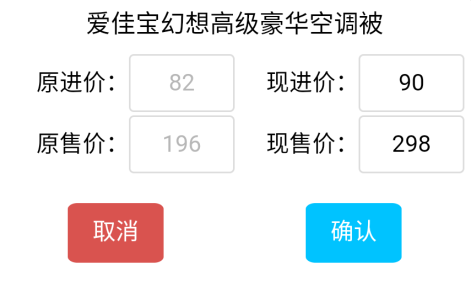 爱佳宝幻想高级豪华空调被
原进价： 82 现进价： 90
原售价： 196 现售价： 298
取消 确认